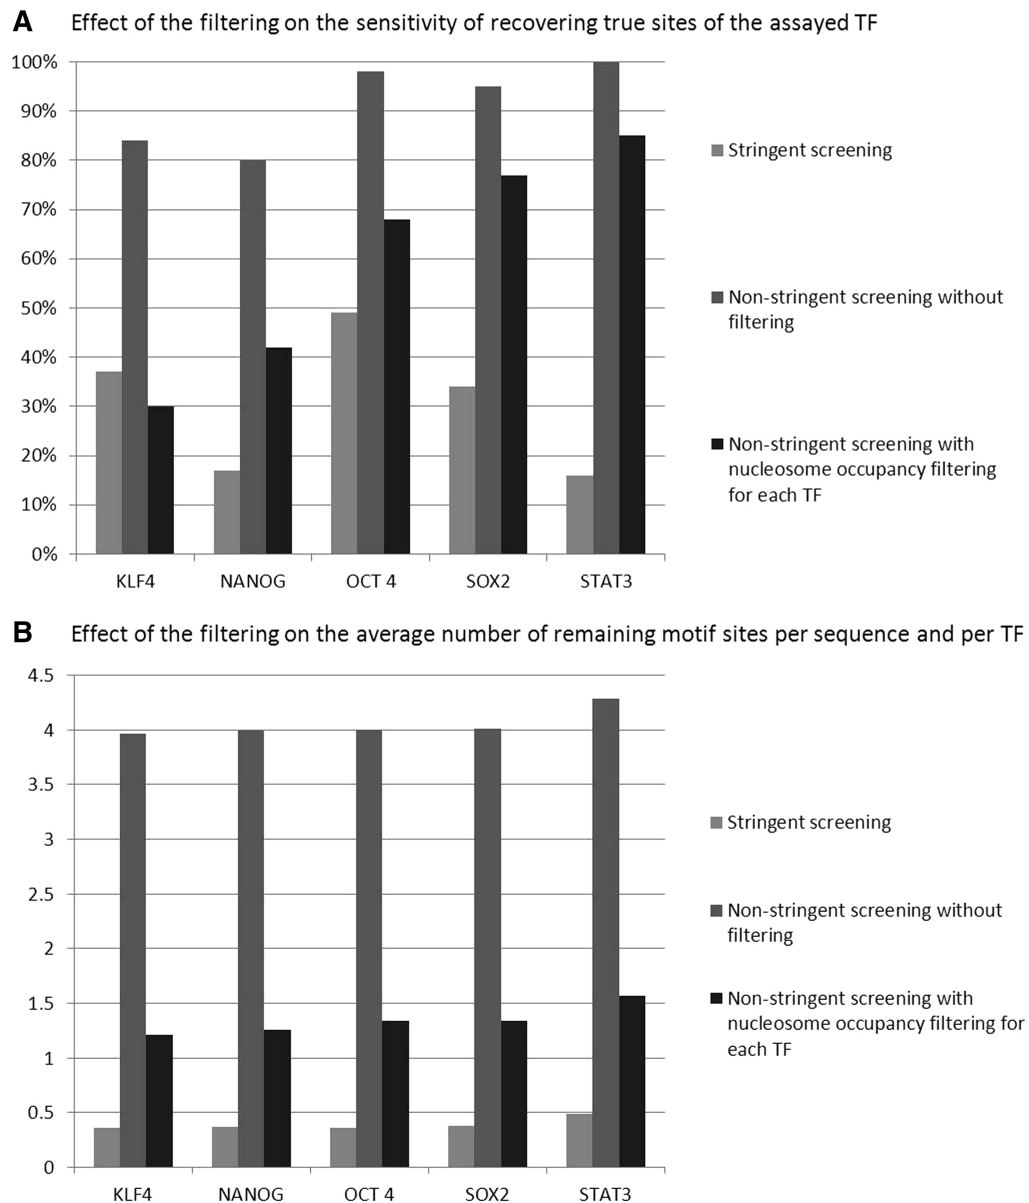 A Effect of the filtering on the sensitivity of recovering true sites of the assayed TF
100%
90%
80%
70%
60%
50%
40%
30%
20%
10%
0%
KLF4 NANOG OCT 4 SOX2 STAT3
Stringent screening
Non-stringent screening without
filtering
Non-stringent screening with
nucleosome occupancy filtering
for each TF
B Effect of the filtering on the average number of remaining motif sites per sequence and per TF
4.5
4
3.5
3
2.5
2
1.5
1
0.5
0
KLF4 NANOG OCT 4 SOX2 STAT3
Stringent screening
Non-stringent screening without
filtering
Non-stringent screening with
nucleosome occupancy filtering for
each TF